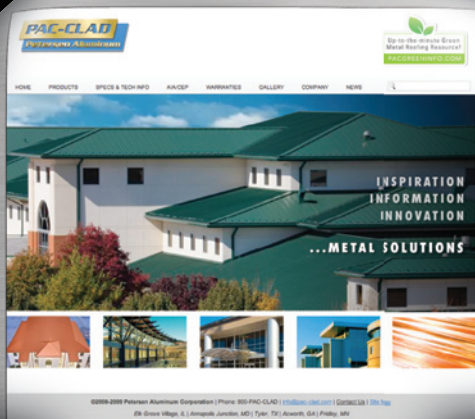 PAC-CLAD
Petersen Aluminum
Up-to-the-minute Green
Metal Roofing Resource!
PACGREENINFO.COM
HOME PRODUCTS SPECS & TECH INFO AIA/CEP WARRANTIES GALLERY COMPANY NEWS
INSPIRATION
INFORMATION
INNOVATION
...METAL SOLUTIONS
©2008-2009 Petersen Aluminum Corporation | Phone: 800-PAC-CLAD | info@pac-clad.com | Contact Us | Site Map
Elk Grove Village, IL | Annapolis Junction, MD | Tyler, TX | Acworth, GA | Fridley, MN